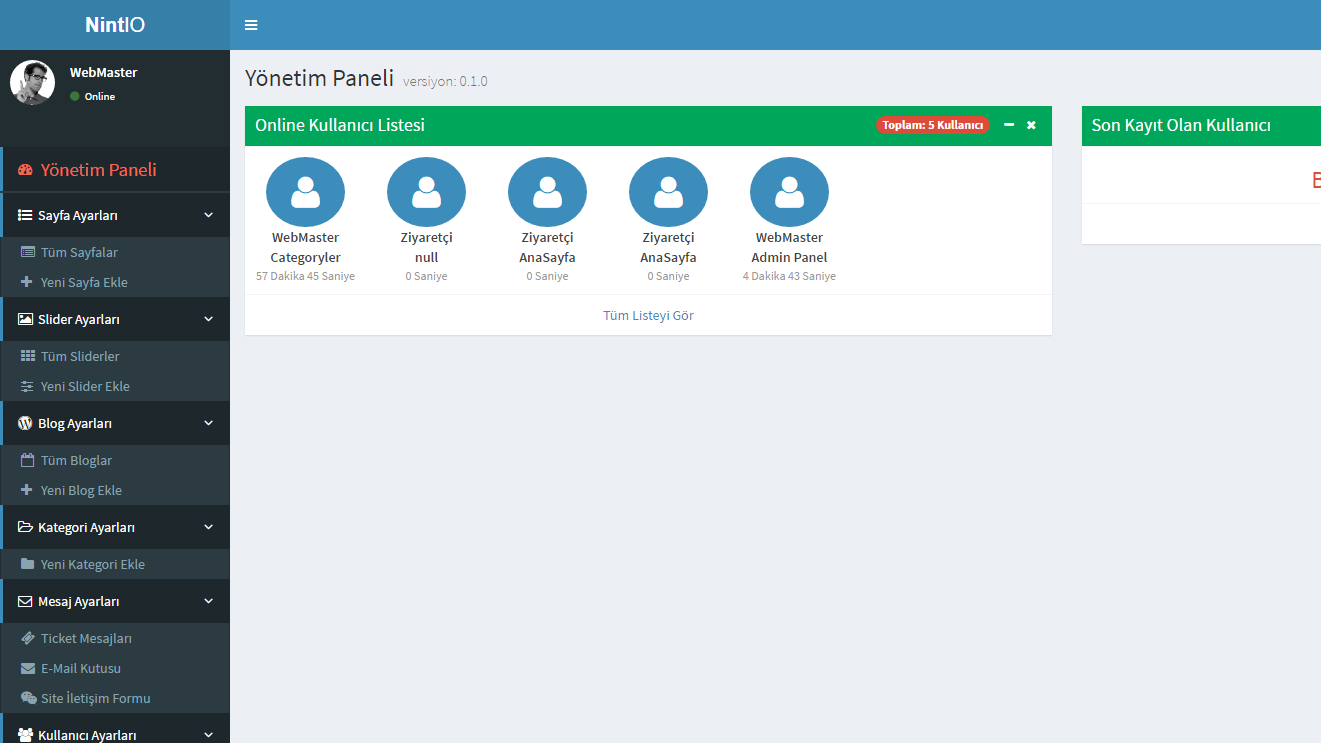 NintIO
WebMaster
Online
Yönetim Paneli
Sayfa Ayarları
Tüm Sayfalar
Yeni Sayfa Ekle
Slider Ayarları
Tüm Sliderler
Yeni Slider Ekle
Blog Ayarları
Tüm Bloglar
Yeni Blog Ekle
Kategori Ayarları
Yeni Kategori Ekle
Mesaj Ayarları
Ticket Mesajları
E-Mail Kutusu
Site İletişim Formu
Kullanıcı Ayarları
Yönetim Paneli versiyon: 0.1.0
Online Kullanıcı Listesi Toplam: 5 Kullanıcı
WebMaster
Categoryler
57 Dakika 45 Saniye
Ziyaretçi
null
0 Saniye
Ziyaretçi
AnaSayfa
0 Saniye
Ziyaretçi
AnaSayfa
0 Saniye
WebMaster
Admin Panel
4 Dakika 43 Saniye
Tüm Listeyi Gör
Son Kayıt Olan Kullanıcı